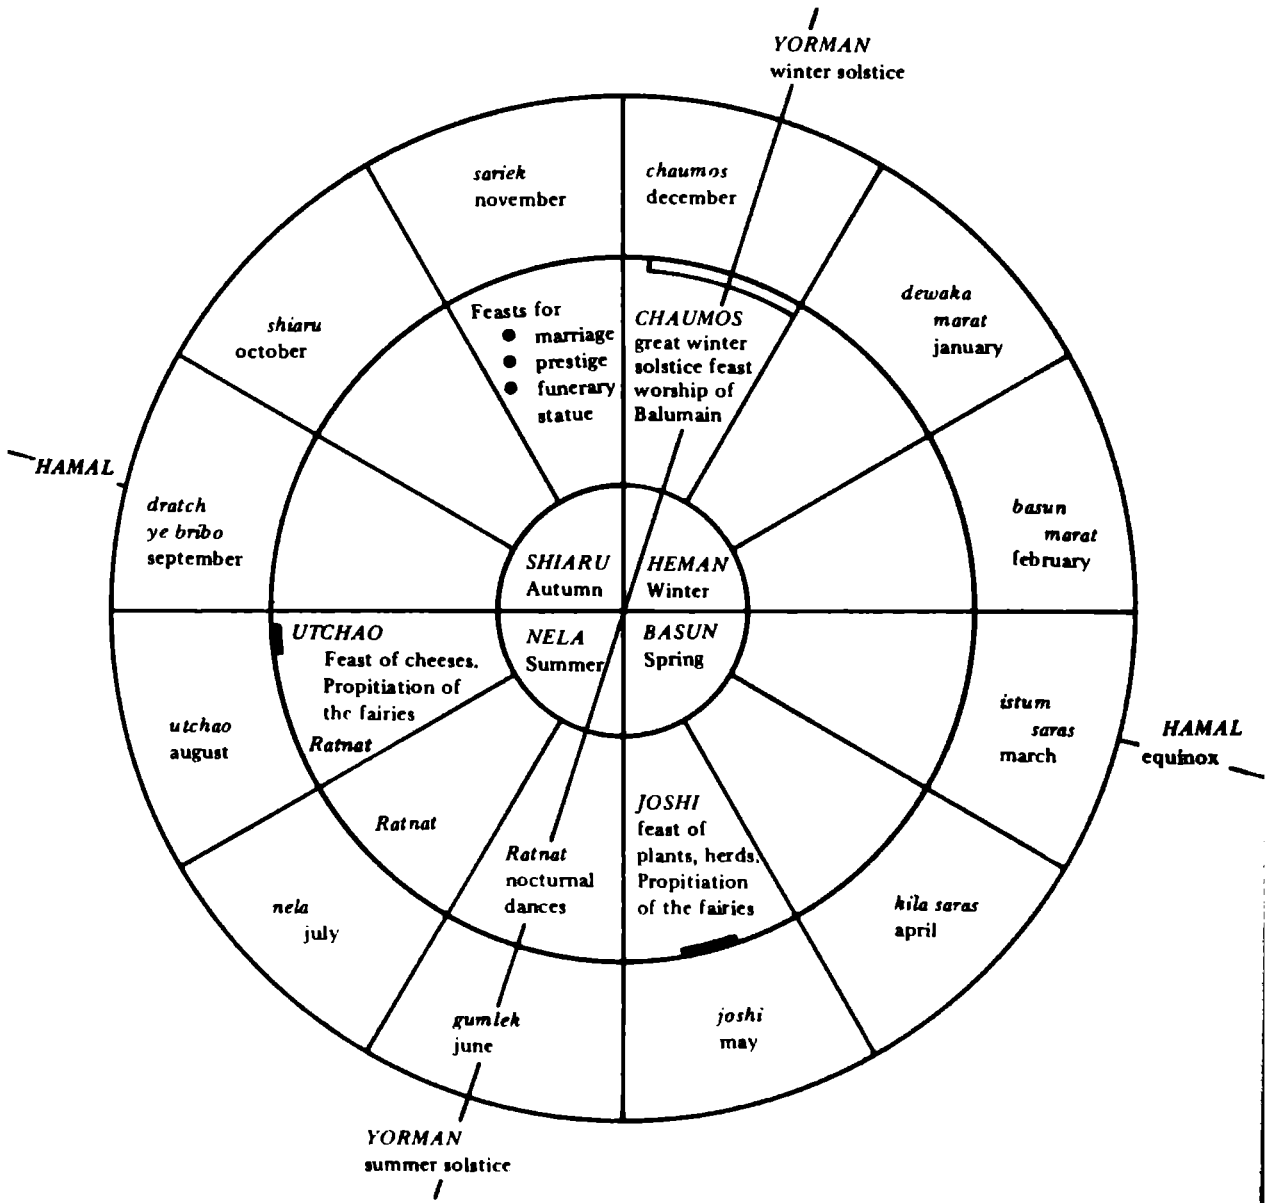 YORMAN
winter solstice
sariek
november
chaumos
december
shiaru
october
dewaka
marat
january
Feasts for
● marriage
● prestige
● funerary
statue
CHAUMOS
great winter
solstice feast
worship of
Balumain
HAMAL
dratch
ye bribo
september
basun
marat
february
SHIARU
Autumn
HEMAN
Winter
NELA
Summer
BASUN
Spring
UTCHAO
Feast of cheeses.
Propitiation of
the fairies
Ratnat
utchao
august
istum
saras
march
HAMAL
equinox
Ratnat
Ratnat
nocturnal
dances
JOSHI
feast of
plants, herds.
Propitiation
of the fairies
nela
july
kila saras
april
gumlek
june
joshi
may
YORMAN
summer solstice